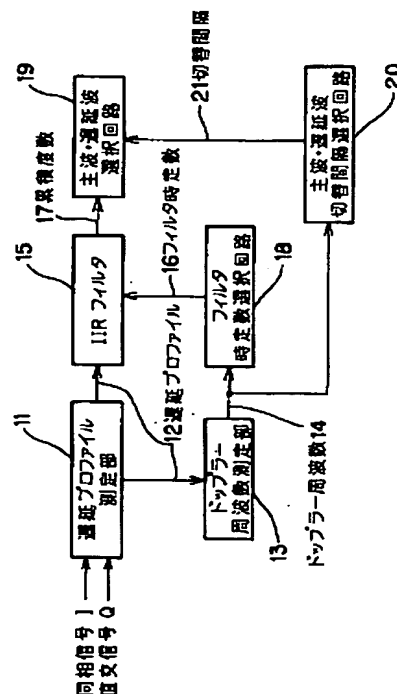 同相信号 I
直交信号 Q
11
遅延プロファイル
測定部
12遅延プロファイル
15
IIR フィルタ
17累積度数
19
主波・遅延波
選択回路
16フィルタ時定数
21切替間隔
13
ドップラー
周波数測定部
ドップラー周波数14
18
フィルタ
時定数選択回路
20
主波・遅延波
切替間隔選択回路